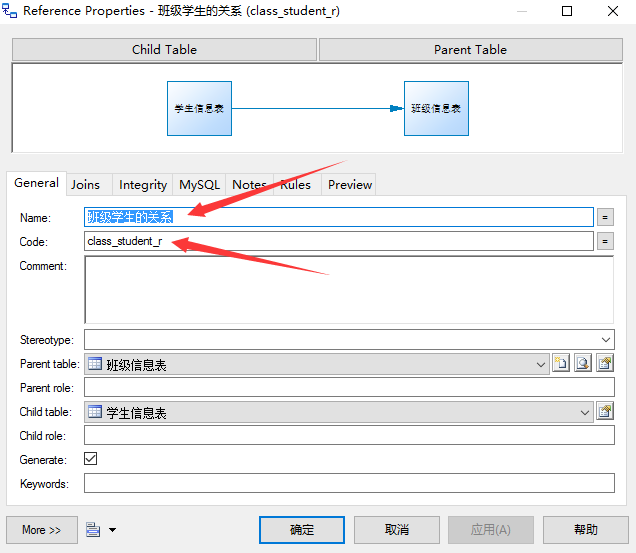 Reference Properties - 班级学生的关系 (class_student_r)
Child Table Parent Table
学生信息表 班级信息表
General Joins Integrity MySQL Notes Rules Preview
Name: 班级学生的关系 =
Code: class_student_r =
Comment:
Stereotype:
Parent table: 班级信息表
Parent role:
Child table: 学生信息表
Child role:
Generate:
Keywords:
More >> 确定 取消 应用(A) 帮助